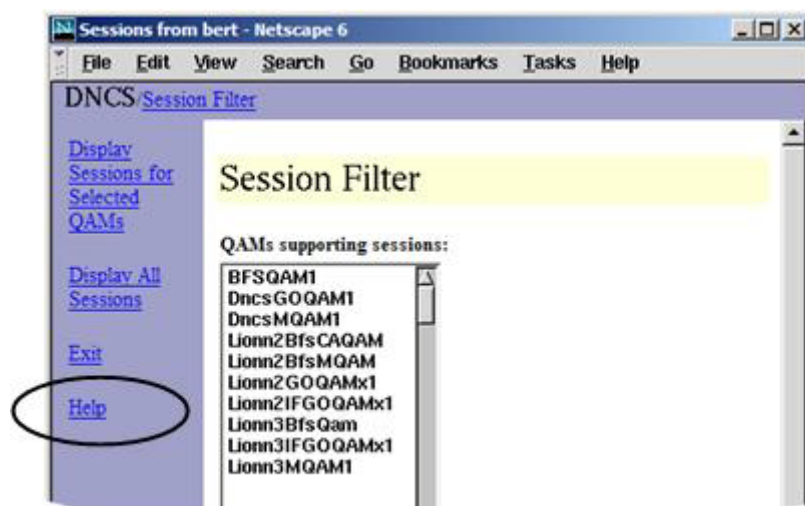 Sessions from bert - Netscape 6
File Edit View Search Go Bookmarks Tasks Help
DNCS/Session Filter
Display
Sessions for
Selected
QAMs
Display All
Sessions
Exit
Help
Session Filter
QAMs supporting sessions:
BFSQAM1
DncsGOQAM1
DncsMQAM1
Lionn2BfsCAQAM
Lionn2BfsMQAM
Lionn2GOQAMx1
Lionn2IFGOQAMx1
Lionn3BfsQam
Lionn3IFGOQAMx1
Lionn3MQAM1